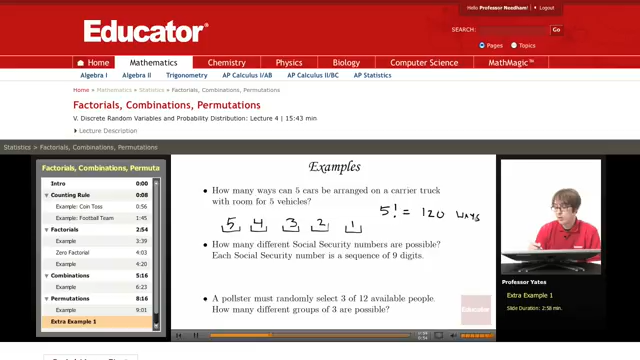 Hello Professor Needham! | Logout
SEARCH: Go
Pages Topics
Educator
Home Mathematics Chemistry Physics Biology Computer Science MathMagic™
Algebra I Algebra II Trigonometry AP Calculus I/AB AP Calculus II/BC AP Statistics
Home » Mathematics » Statistics » Factorials, Combinations, Permutations
Factorials, Combinations, Permutations
V. Discrete Random Variables and Probability Distribution: Lecture 4 | 15:43 min
Lecture Description
Statistics > Factorials, Combinations, Permutations
Factorials, Combinations, Permuta
Intro 0:00
Counting Rule 0:08
Example: Coin Toss 0:56
Example: Football Team 1:45
Factorials 2:54
Example 3:39
Zero Factorial 4:03
Example 4:20
Combinations 5:16
Example 6:23
Permutations 8:16
Example 9:01
Extra Example 1
Examples
How many ways can 5 cars be arranged on a carrier truck
with room for 5 vehicles?
5! = 120 ways
5 4 3 2 1
How many different Social Security numbers are possible?
Each Social Security number is a sequence of 9 digits.
A pollster must randomly select 3 of 12 available people.
How many different groups of 3 are possible?
Educator
Professor Yates
Extra Example 1
Slide Duration: 2:58 min